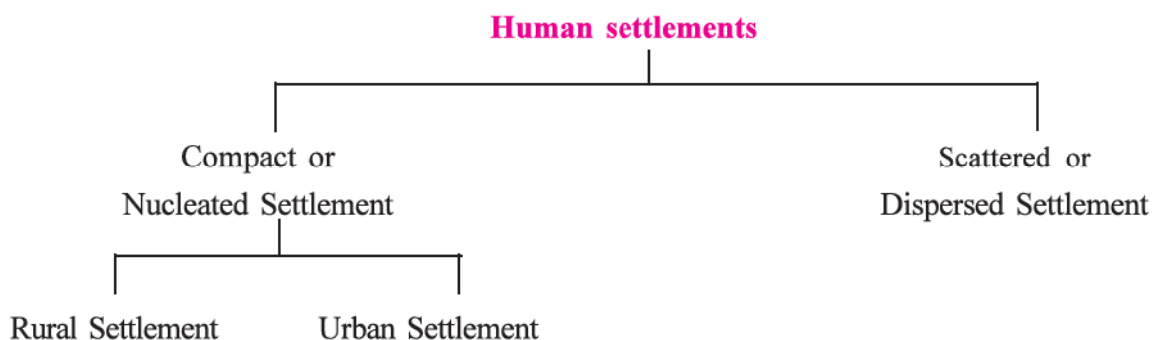 Human settlements
Compact or
Nucleated Settlement
Scattered or
Dispersed Settlement
Rural Settlement
Urban Settlement